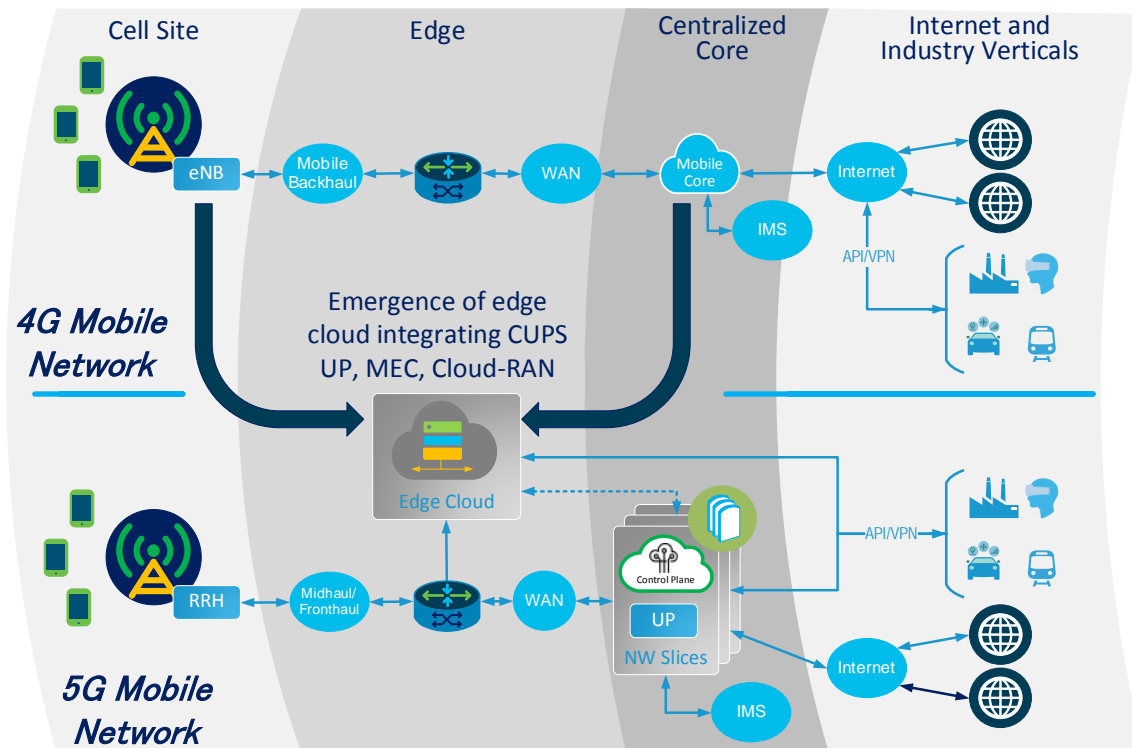 Cell Site
Edge
Centralized
Core
Internet and
Industry Verticals
eNB
Mobile
Backhaul
WAN
Mobile
Core
Internet
IMS
API/VPN
4G Mobile
Network
Emergence of edge
cloud integrating CUPS
UP, MEC, Cloud-RAN
Edge Cloud
API/VPN
RRH
Midhaul/
Fronthaul
WAN
Control Plane
UP
NW Slices
Internet
IMS
5G Mobile
Network